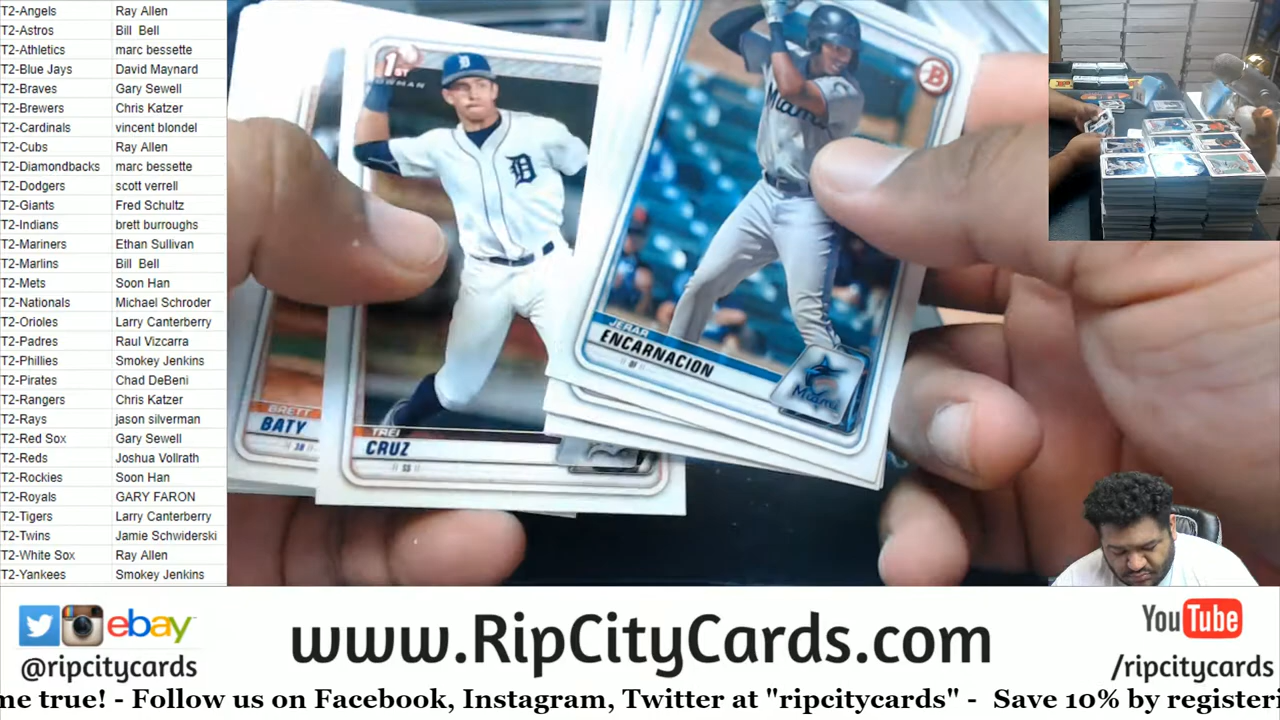 T2-Angels Ray Allen
T2-Astros Bill Bell
T2-Athletics marc bessette
T2-Blue Jays David Maynard
T2-Braves Gary Sewell
T2-Brewers Chris Katzer
T2-Cardinals vincent blondel
T2-Cubs Ray Allen
T2-Diamondbacks marc bessette
T2-Dodgers scott verrell
T2-Giants Fred Schultz
T2-Indians brett burroughs
T2-Mariners Ethan Sullivan
T2-Marlins Bill Bell
T2-Mets Soon Han
T2-Nationals Michael Schroder
T2-Orioles Larry Canterberry
T2-Padres Raul Vizcarra
T2-Phillies Smokey Jenkins
T2-Pirates Chad DeBeni
T2-Rangers Chris Katzer
T2-Rays jason silverman
T2-Red Sox Gary Sewell
T2-Reds Joshua Vollrath
T2-Rockies Soon Han
T2-Royals GARY FARON
T2-Tigers Larry Canterberry
T2-Twins Jamie Schwiderski
T2-White Sox Ray Allen
T2-Yankees Smokey Jenkins
1ST
BOWMAN
D
B
Miami
BRETT
BATY
3B
TREI
CRUZ
SS
JERAR
ENCARNACION
OF
Miami
ebay
@ripcitycards
www.RipCityCards.com
YouTube
/ripcitycards
me true! - Follow us on Facebook, Instagram, Twitter at "ripcitycards" - Save 10% by registeri